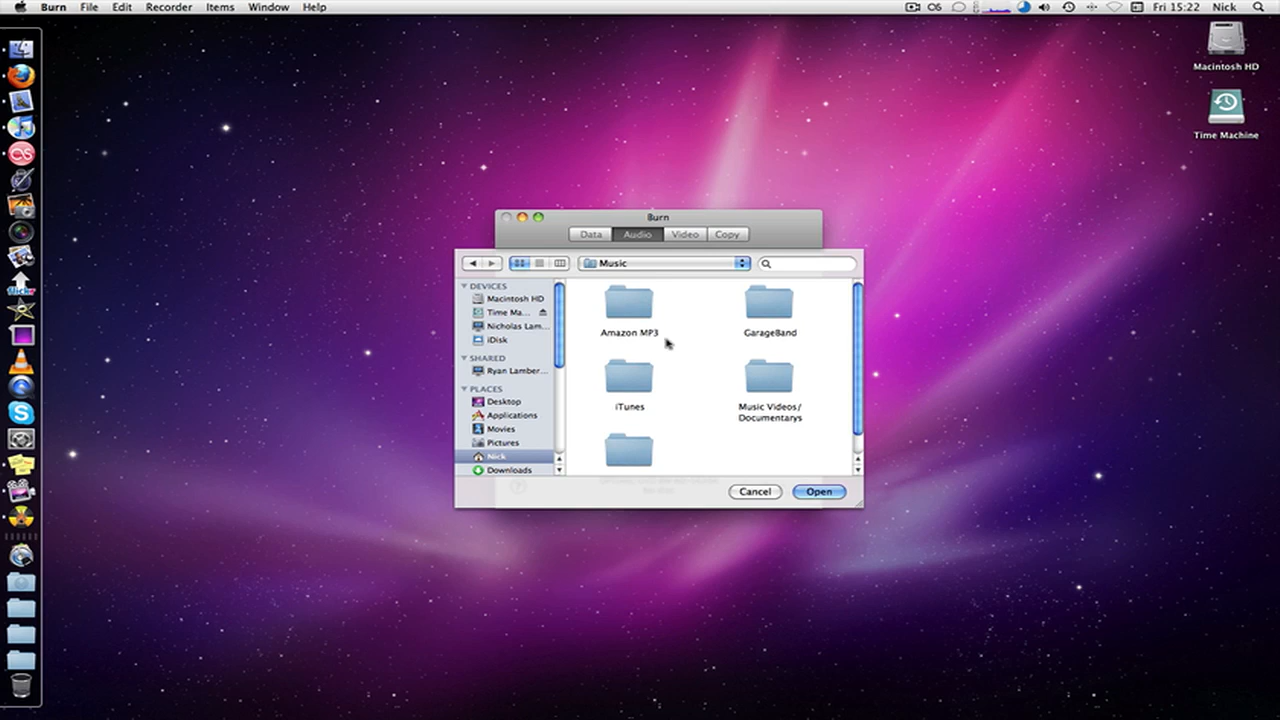 Burn File Edit Recorder Items Window Help Fri 15:22 Nick
Macintosh HD
Time Machine
Burn
Data Audio Video Copy
Music
DEVICES
Macintosh HD
Time Ma...
Nicholas Lam...
iDisk
SHARED
Ryan Lamber...
PLACES
Desktop
Applications
Movies
Pictures
Nick
Downloads
Amazon MP3 GarageBand
iTunes Music Videos/
Documentarys
Cancel Open